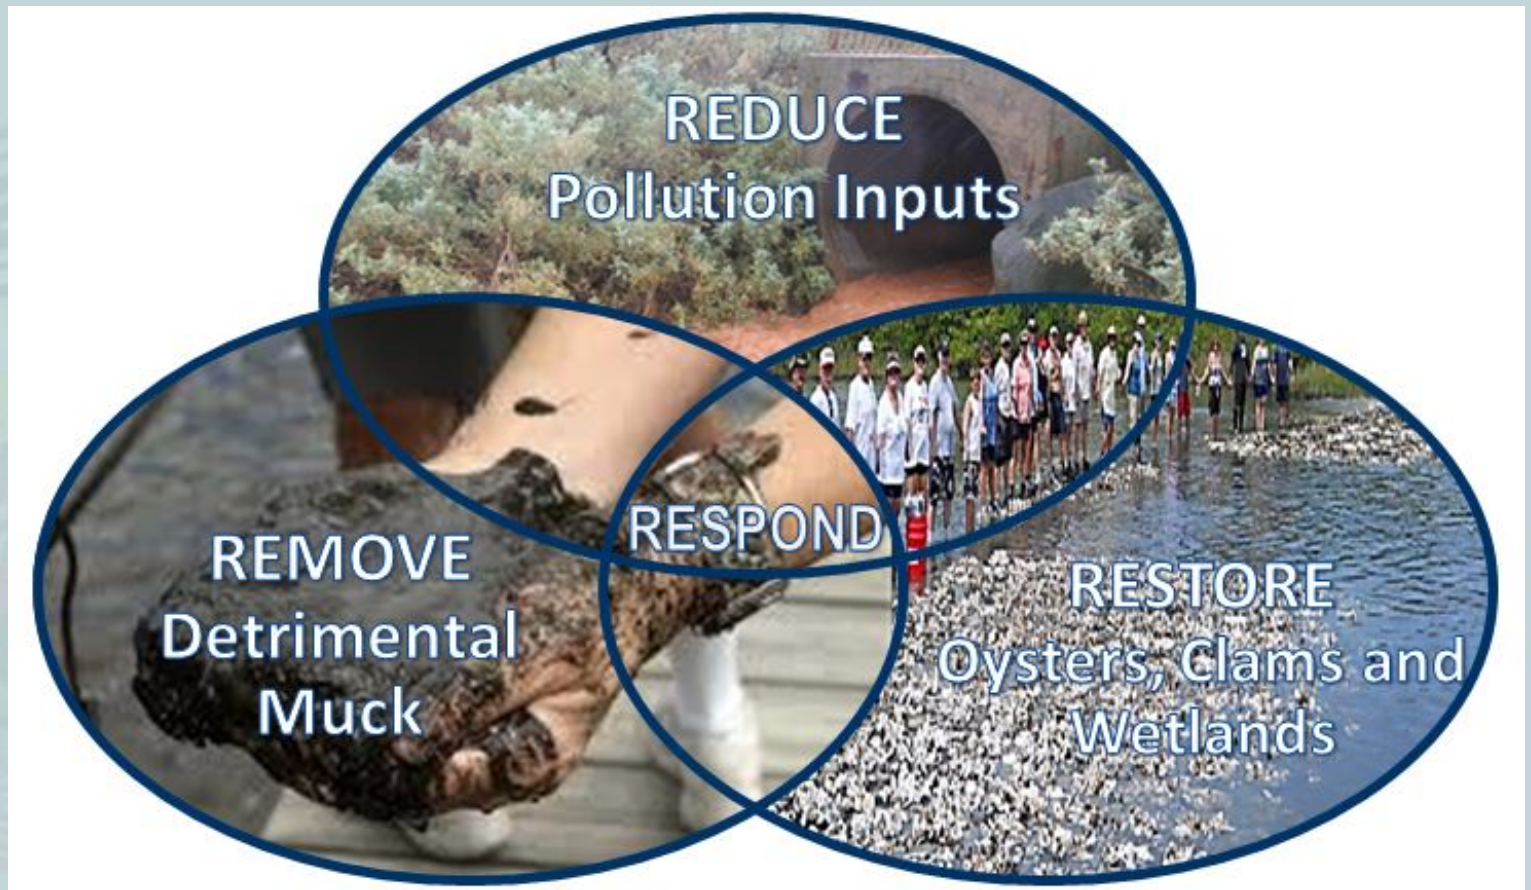 REDUCE
Pollution Inputs
RESPOND
REMOVE
Detrimental
Muck
RESTORE
Oysters, Clams and
Wetlands